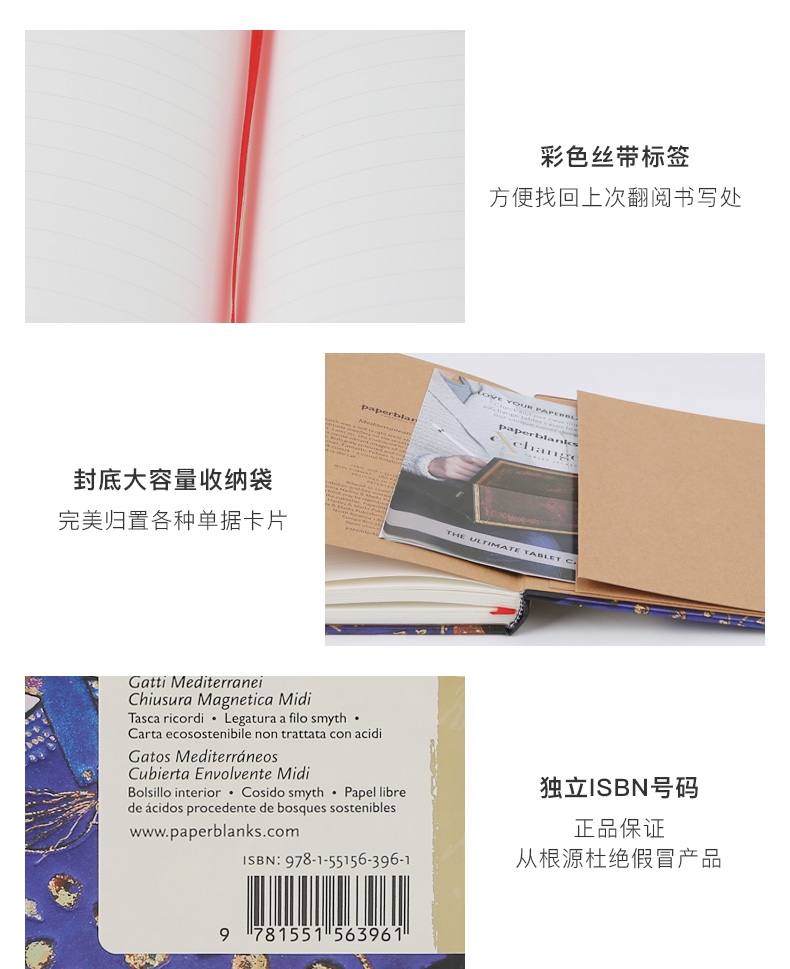 彩色丝带标签
方便找回上次翻阅书写处
封底大容量收纳袋
完美归置各种单据卡片
paperblan
LOVE YOUR PAPERBLA
paperblanks
eXchange
THE ULTIMATE TABLET C
Gatti Mediterranei
Chiusura Magnetica Midi
Tasca ricordi • Legatura a filo smyth •
Carta ecosostenibile non trattata con acidi
Gatos Mediterráneos
Cubierta Envolvente Midi
Bolsillo interior • Cosido smyth • Papel libre
de ácidos procedente de bosques sostenibles
www.paperblanks.com
ISBN: 978-1-55156-396-1
9 781551 563961
独立ISBN号码
正品保证
从根源杜绝假冒产品